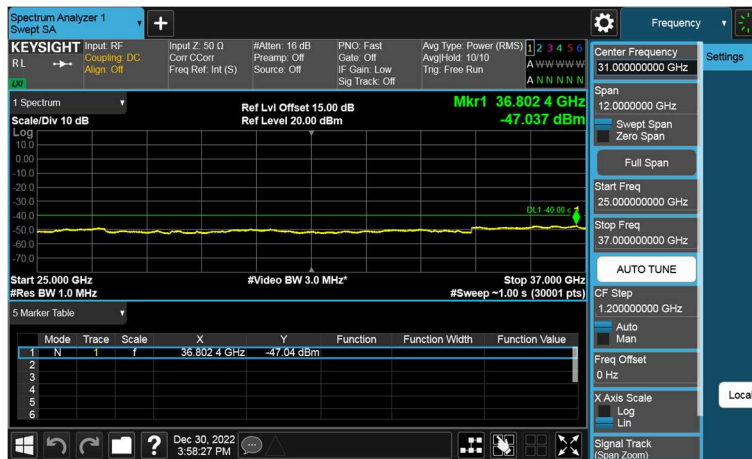 Spectrum Analyzer 1
Swept SA
Frequency
KEYSIGHT
RL
LXI
Input: RF
Coupling: DC
Align: Off
Input Z: 50 Ω
Corr CCorr
Freq Ref: Int (S)
#Atten: 16 dB
Preamp: Off
Source: Off
PNO: Fast
Gate: Off
IF Gain: Low
Sig Track: Off
Avg Type: Power (RMS)
Avg|Hold: 10/10
Trig: Free Run
1 2 3 4 5 6
A W W W W W
A N N N N N
1 Spectrum
Scale/Div 10 dB
Ref Lvl Offset 15.00 dB
Ref Level 20.00 dBm
Mkr1 36.802 4 GHz
-47.037 dBm
Log
10.0
0.00
-10.0
-20.0
-30.0
-40.0
-50.0
-60.0
-70.0
DL1 -40.00 c
1
Start 25.000 GHz
#Res BW 1.0 MHz
#Video BW 3.0 MHz*
Stop 37.000 GHz
#Sweep ~1.00 s (30001 pts)
5 Marker Table
Mode Trace Scale X Y Function Function Width Function Value
1 N 1 f 36.802 4 GHz -47.04 dBm
2
3
4
5
6
Dec 30, 2022
3:58:27 PM
?
Center Frequency
31.00000000 GHz
Settings
Span
12.0000000 GHz
Swept Span
Zero Span
Full Span
Start Freq
25.000000000 GHz
Stop Freq
37.000000000 GHz
AUTO TUNE
CF Step
1.200000000 GHz
Auto
Man
Freq Offset
0 Hz
X Axis Scale
Log
Lin
Local
Signal Track
(Span Zoom)